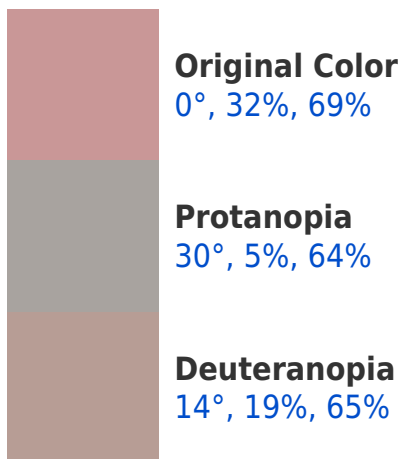 Original Color
0°, 32%, 69%
Protanopia
30°, 5%, 64%
Deuteranopia
14°, 19%, 65%